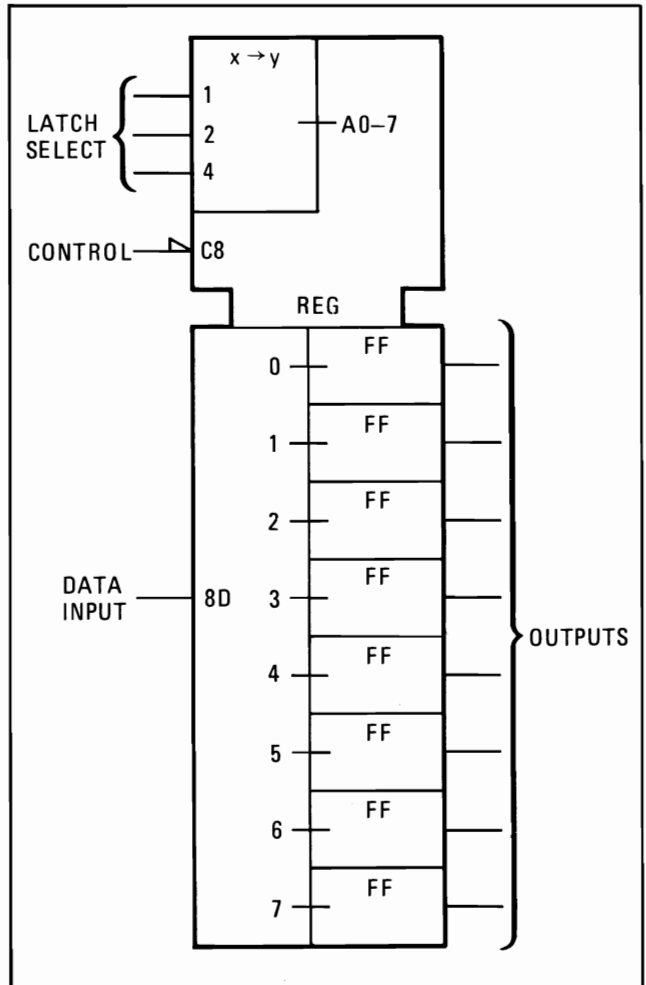 x → y
1
LATCH
SELECT
2
4
A0–7
CONTROL
C8
REG
0
FF
1
FF
2
FF
DATA
INPUT
8D
3
FF
OUTPUTS
4
FF
5
FF
6
FF
7
FF